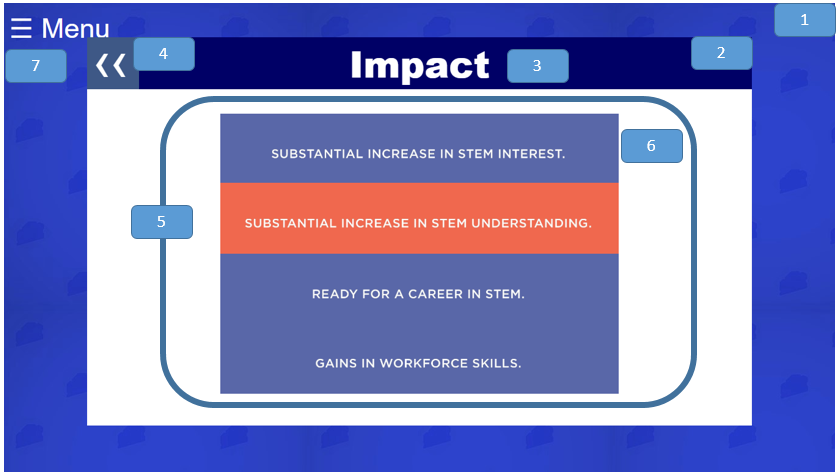 ☰ Menu
1
7
❮❮
4
Impact
3
2
SUBSTANTIAL INCREASE IN STEM INTEREST.
6
5
SUBSTANTIAL INCREASE IN STEM UNDERSTANDING.
READY FOR A CAREER IN STEM.
GAINS IN WORKFORCE SKILLS.